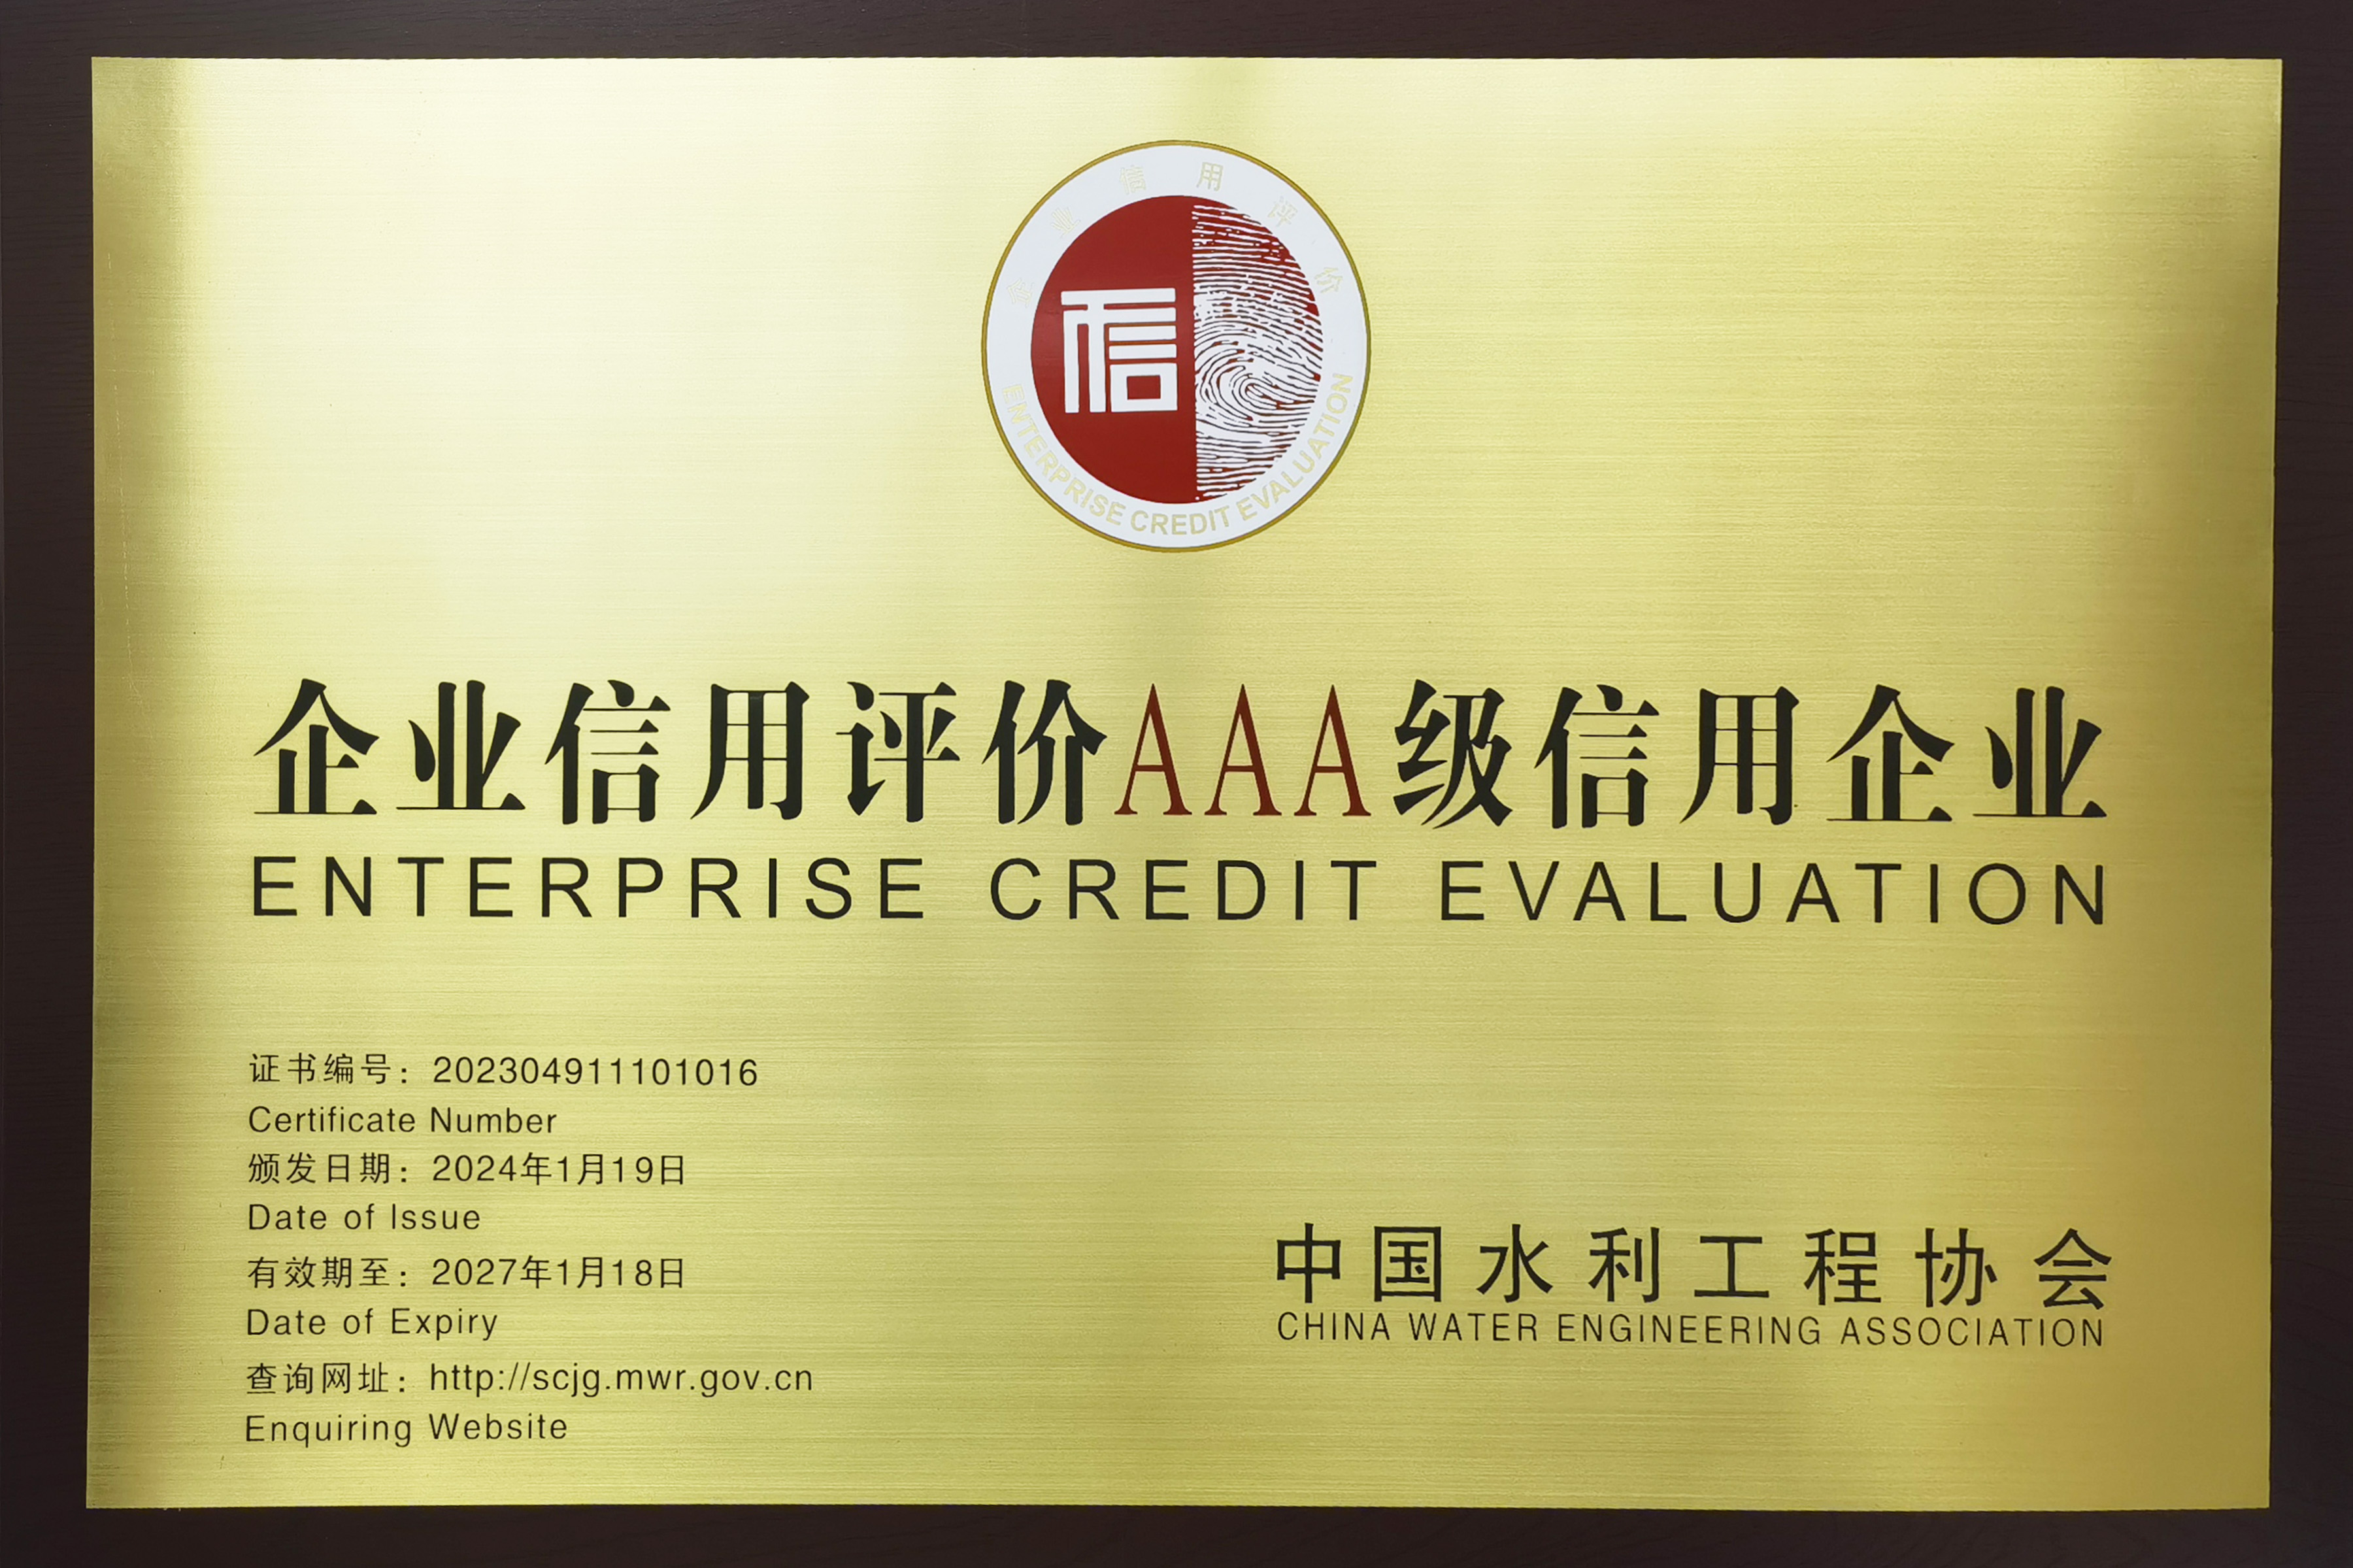 企业信用评价
信
ENTERPRISE CREDIT EVALUATION
企业信用评价AAA级信用企业
ENTERPRISE CREDIT EVALUATION
证书编号：202304911101016
Certificate Number
颁发日期：2024年1月19日
Date of Issue
有效期至：2027年1月18日
Date of Expiry
查询网址：http://scjg.mwr.gov.cn
Enquiring Website
中国水利工程协会
CHINA WATER ENGINEERING ASSOCIATION